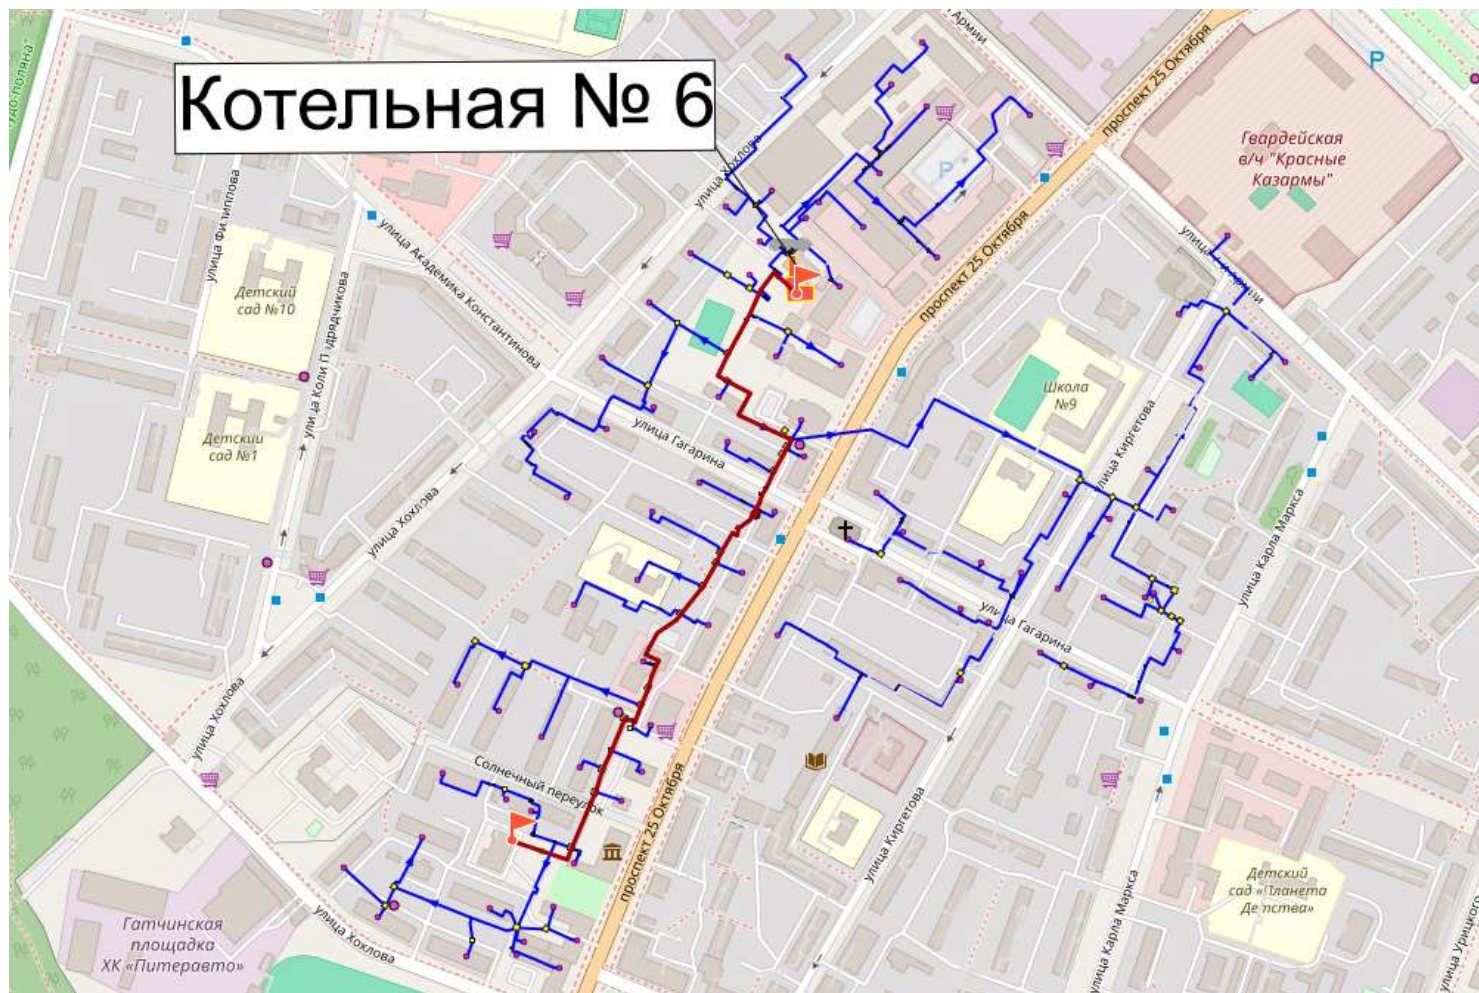 Армии
проспект 25 Октября
Котельная № 6
Гвардейская
в/ч "Красные
Казармы"
P
улица Хохлова
P
улица Филиппова
улица Академика Константинова
проспект 25 Октября
Детский
сад №10
Школа
№9
улица Киргетова
Детский
сад №1
улица Гагарина
улица Хохлова
улица Карла Маркса
улица Гагарина
улица Хохлова
Солнечный переулок
проспект 25 Октября
улица Киргетова
Детский
сад «Планета
Детства»
Гатчинская
площадка
ХК «Питеравто»
улица Хохлова
улица Карла Маркса
улица Урицкого